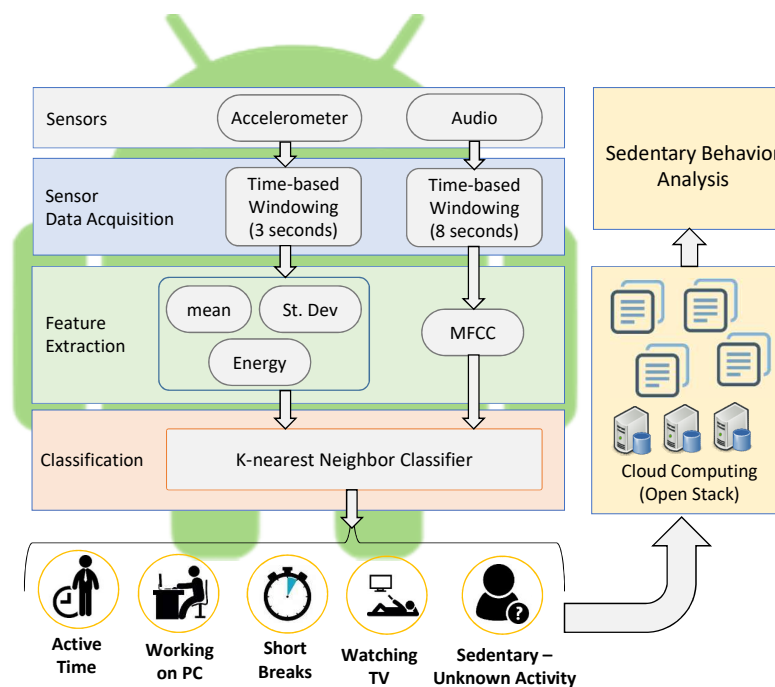 Sensors
Accelerometer
Audio
Sensor
Data Acquisition
Time-based
Windowing
(3 seconds)
Time-based
Windowing
(8 seconds)
Feature
Extraction
mean
St. Dev
Energy
MFCC
Classification
K-nearest Neighbor Classifier
Active
Time
Working
on PC
Short
Breaks
Watching
TV
?
Sedentary –
Unknown Activity
Sedentary Behavior
Analysis
Cloud Computing
(Open Stack)